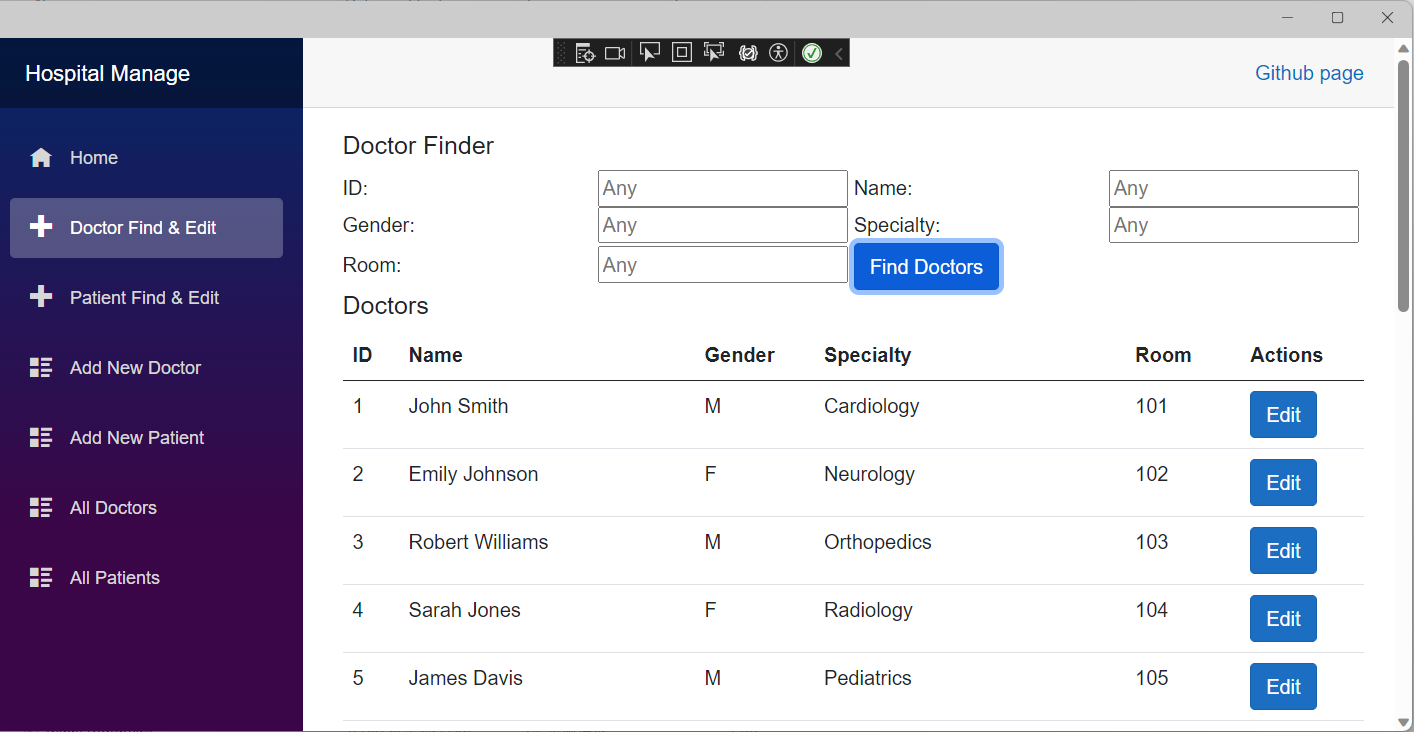 Hospital Manage
Github page
Home
Doctor Find & Edit
Patient Find & Edit
Add New Doctor
Add New Patient
All Doctors
All Patients
Doctor Finder
ID: Any Name: Any
Gender: Any Specialty: Any
Room: Any Find Doctors
Doctors
ID Name Gender Specialty Room Actions
1 John Smith M Cardiology 101 Edit
2 Emily Johnson F Neurology 102 Edit
3 Robert Williams M Orthopedics 103 Edit
4 Sarah Jones F Radiology 104 Edit
5 James Davis M Pediatrics 105 Edit